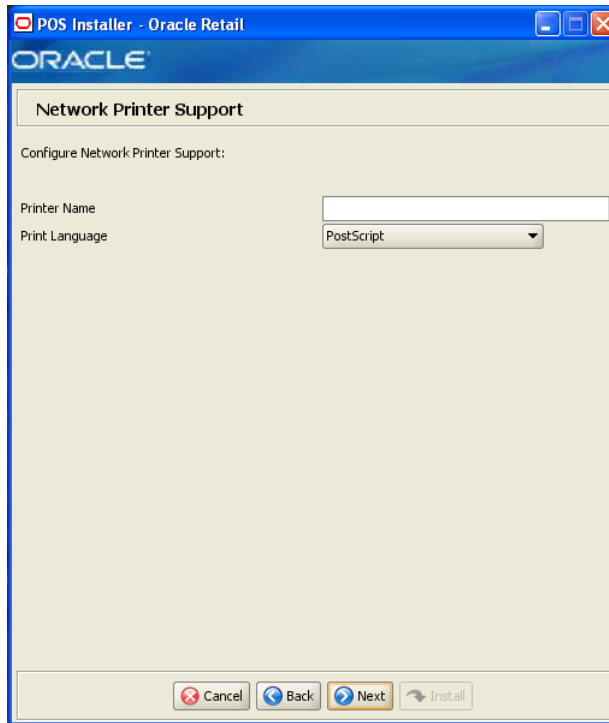 POS Installer - Oracle Retail
ORACLE
Network Printer Support
Configure Network Printer Support:
Printer Name
Print Language PostScript
Cancel Back Next Install